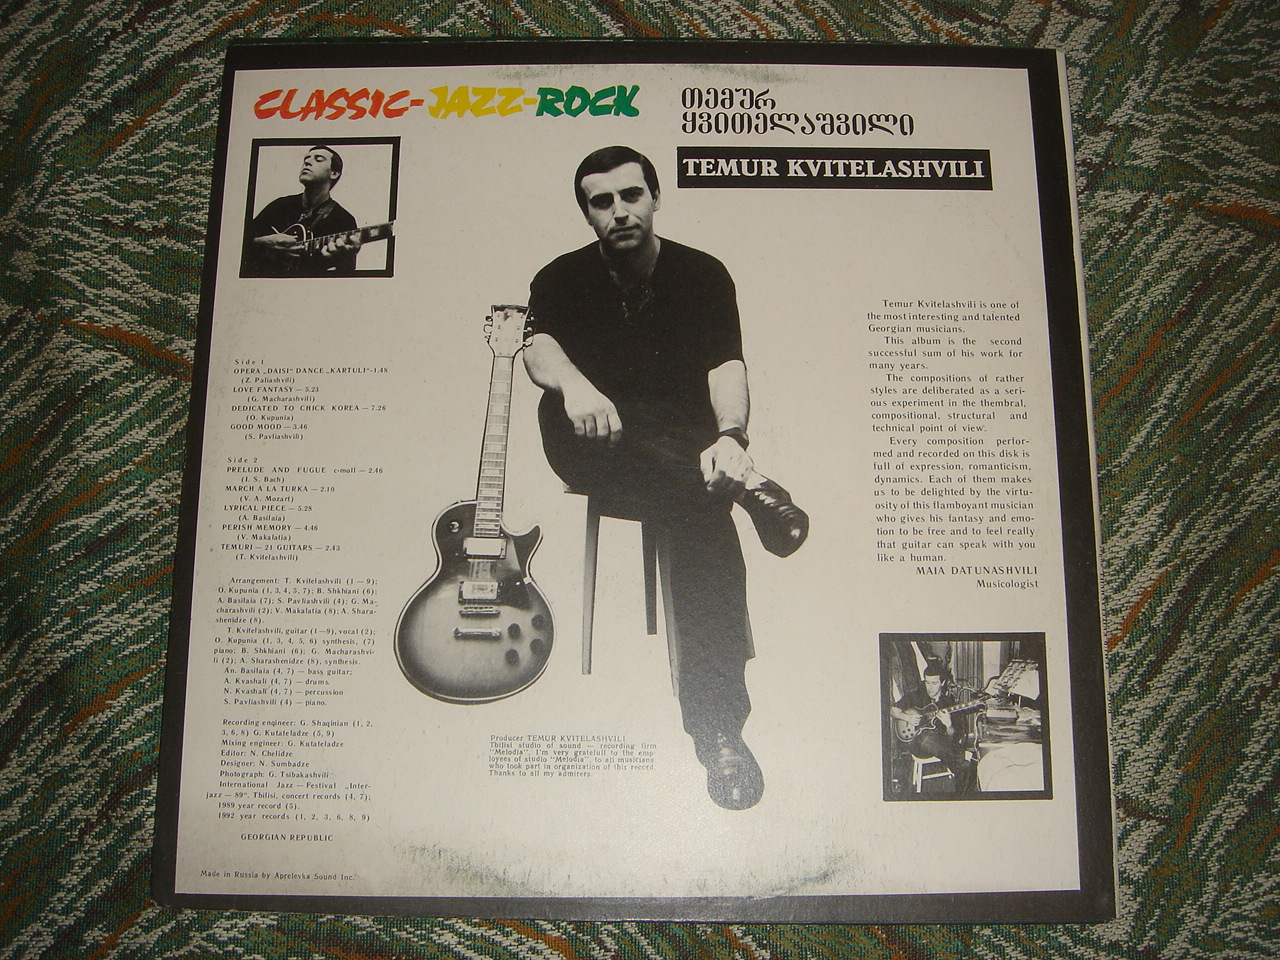 CLASSIC-JAZZ-ROCK
თემურ
ყვითელაშვილი
TEMUR KVITELASHVILI
Side 1
OPERA „DAISI“ DANCE „KARTULI“-1.48
(Z. Paliashvili)
LOVE FANTASY — 5.23
(G. Macharashvili)
DEDICATED TO CHICK KOREA — 7.26
(O. Kupunia)
GOOD MOOD — 3.46
(S. Pavliashvili)
Side 2
PRELUDE AND FUGUE c-moll — 2.46
(I. S. Bach)
MARCH A LA TURKA — 2.10
(V. A. Mozart)
LYRICAL PIECE — 5.28
(A. Basilaia)
PERISH MEMORY — 4.46
(V. Makalatia)
TEMURI — 21 GUITARS — 2.43
(T. Kvitelashvili)
Arrangement: T. Kvitelashvili (1 — 9);
O. Kupunia (1, 3, 4, 5, 7); B. Shkhiani (6);
A. Basilaia (7); S. Pavliashvili (4); G. Ma-
charashvili (2); V. Makalatia (8); A. Shara-
shenidze (8).
T. Kvitelashvili, guitar (1—9), vocal (2);
O. Kupunia (1, 3, 4, 5, 6) synthesis, (7)
piano; B. Shkhiani (6); G. Macharashvi-
li (2); A. Sharashenidze (8), synthesis.
An. Basilaia (4, 7) — bass guitar;
A. Kvashali (4, 7) — drums.
N. Kvashali (4, 7) — percussion
S. Pavliashvili (4) — piano.
Recording engineer: G. Shaqinian (1, 2,
3, 6, 8) G. Kutateladze (5, 9)
Mixing engineer: G. Kutateladze
Editor: N. Chelidze
Designer: N. Sumbadze
Photograph: G. Tsibakashvili
International Jazz — Festival „Inter-
jazz — 89“. Tbilisi, concert records (4, 7);
1989 year record (5).
1992 year records (1, 2, 3, 6, 8, 9)
GEORGIAN REPUBLIC
Made in Russia by Aprelevka Sound Inc.
Producer TEMUR KVITELASHVILI
Tbilisi studio of sound — recording firm
"Melodia". I'm very gratefull to the emp-
loyees of studio "Melodia", to all musicians
who took part in organization of this record.
Thanks to all my admirers.
Temur Kvitelashvili is one of
the most interesting and talented
Georgian musicians.
This album is the second
successful sum of his work for
many years.
The compositions of rather
styles are deliberated as a seri-
ous experiment in the thembral,
compositional, structural and
technical point of view.
Every composition perfor-
med and recorded on this disk is
full of expression, romanticism,
dynamics. Each of them makes
us to be delighted by the virtu-
osity of this flamboyant musician
who gives his fantasy and emo-
tion to be free and to feel really
that guitar can speak with you
like a human.
MAIA DATUNASHVILI
Musicologist